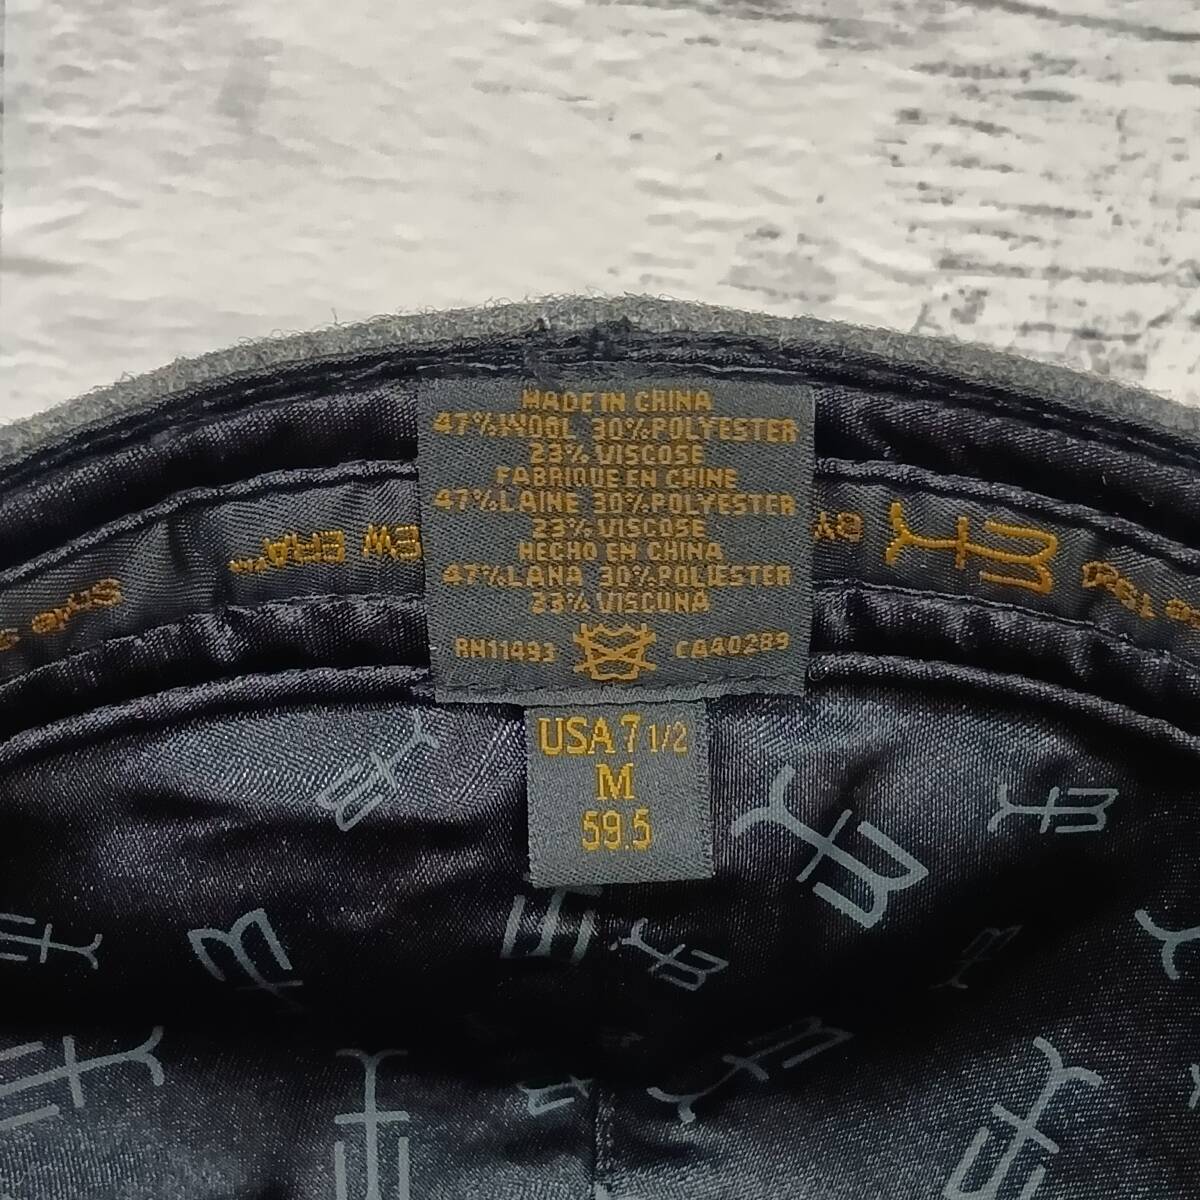 MADE IN CHINA
47%WOOL 30%POLYESTER
23% VISCOSE
FABRIQUE EN CHINE
47%LAINE 30%POLYESTER
23% VISCOSE
HECHO EN CHINA
47%LANA 30%POLIESTER
23% VISCUNA
RN11493 CA40289
USA 7 1/2
M
59.5